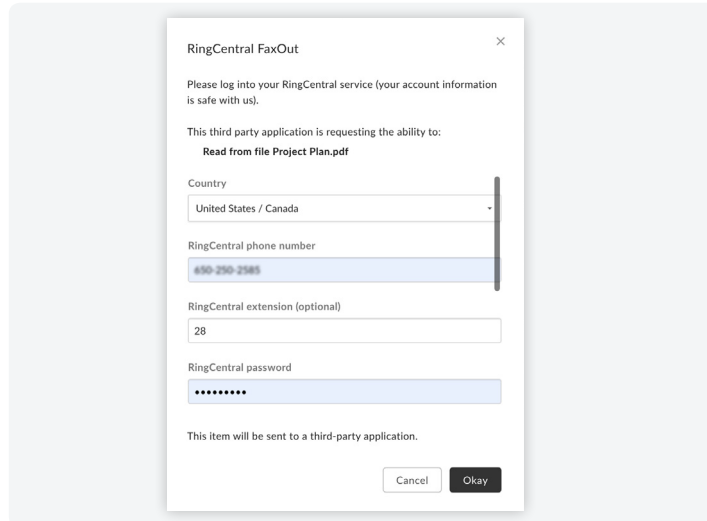 RingCentral FaxOut
Please log into your RingCentral service (your account information
is safe with us).
This third party application is requesting the ability to:
Read from file Project Plan.pdf
Country
United States / Canada
RingCentral phone number
RingCentral extension (optional)
28
RingCentral password
•••••••••
This item will be sent to a third-party application.
Cancel
Okay